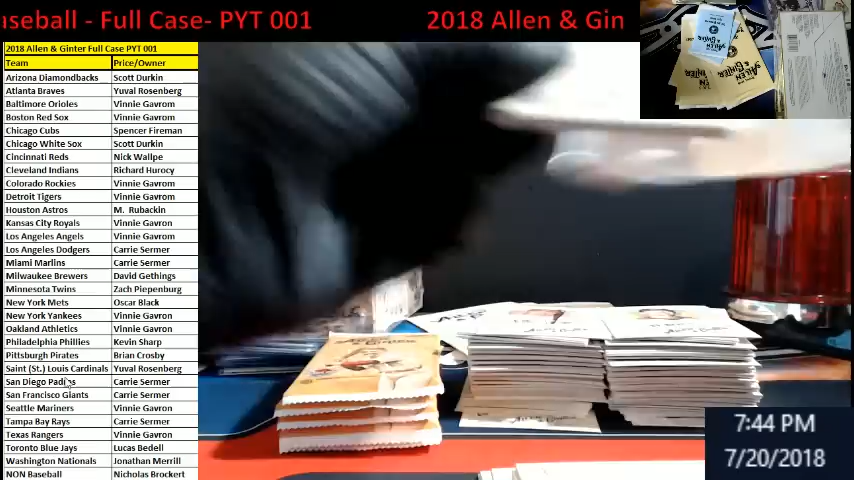 aseball - Full Case- PYT 001
2018 Allen & Gin
2018 Allen & Ginter Full Case PYT 001
Team Price/Owner
Arizona Diamondbacks Scott Durkin
Atlanta Braves Yuval Rosenberg
Baltimore Orioles Vinnie Gavrom
Boston Red Sox Vinnie Gavrom
Chicago Cubs Spencer Fireman
Chicago White Sox Scott Durkin
Cincinnati Reds Nick Wallpe
Cleveland Indians Richard Hurocy
Colorado Rockies Vinnie Gavrom
Detroit Tigers Vinnie Gavrom
Houston Astros M. Rubackin
Kansas City Royals Vinnie Gavron
Los Angeles Angels Vinnie Gavrom
Los Angeles Dodgers Carrie Sermer
Miami Marlins Carrie Sermer
Milwaukee Brewers David Gethings
Minnesota Twins Zach Piepenburg
New York Mets Oscar Black
New York Yankees Vinnie Gavron
Oakland Athletics Vinnie Gavron
Philadelphia Phillies Kevin Sharp
Pittsburgh Pirates Brian Crosby
Saint (St.) Louis Cardinals Yuval Rosenberg
San Diego Padres Carrie Sermer
San Francisco Giants Carrie Sermer
Seattle Mariners Vinnie Gavron
Tampa Bay Rays Carrie Sermer
Texas Rangers Vinnie Gavron
Toronto Blue Jays Lucas Bedell
Washington Nationals Jonathan Merrill
NON Baseball Nicholas Brockert
7:44 PM
7/20/2018